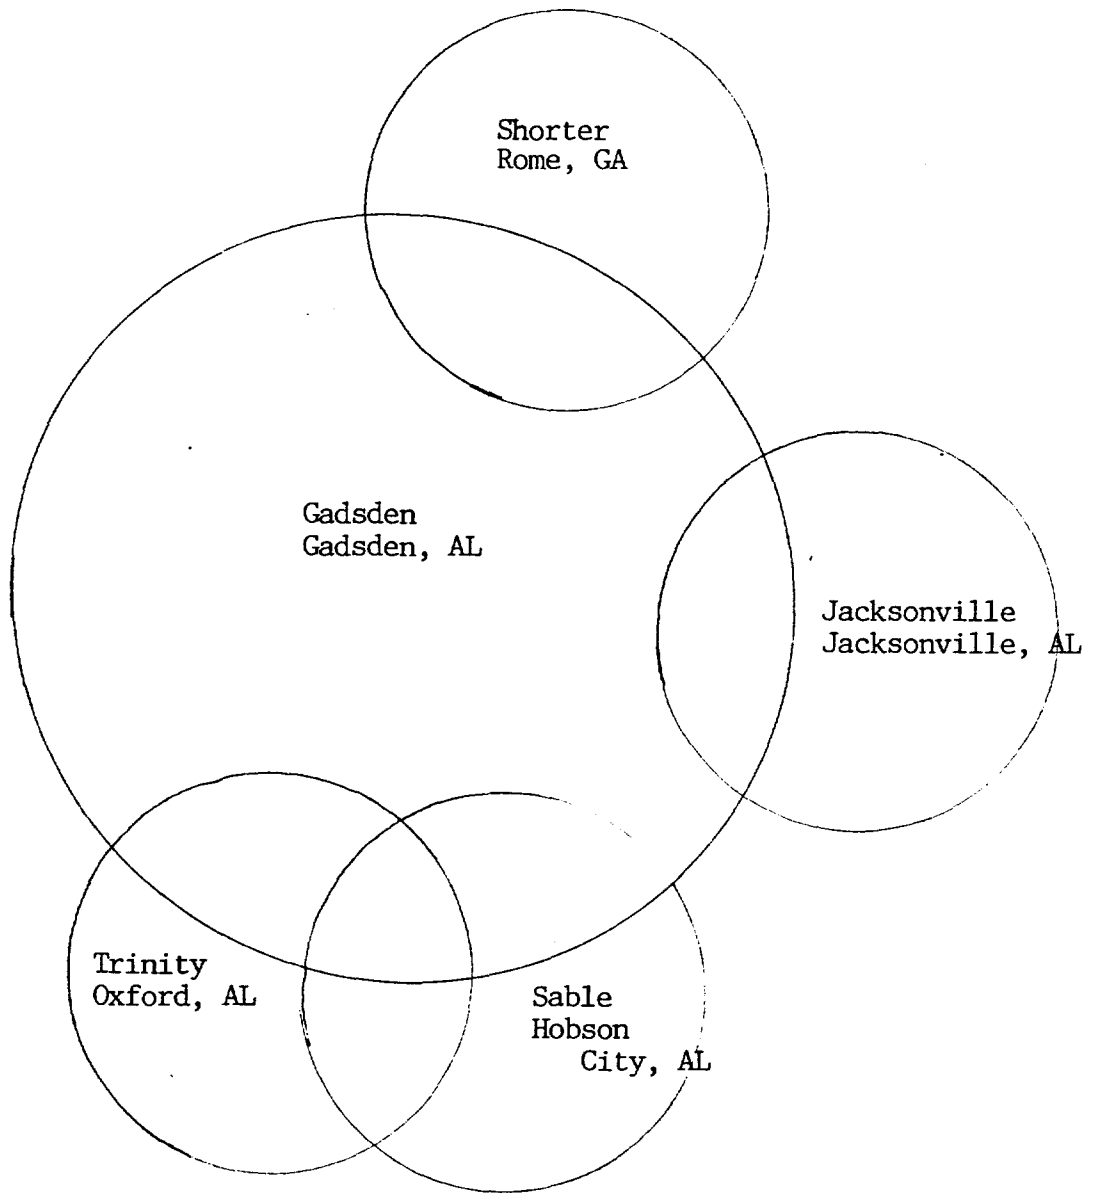 Shorter
Rome, GA
Gadsden
Gadsden, AL
Jacksonville
Jacksonville, AL
Trinity
Oxford, AL
Sable
Hobson
City, AL